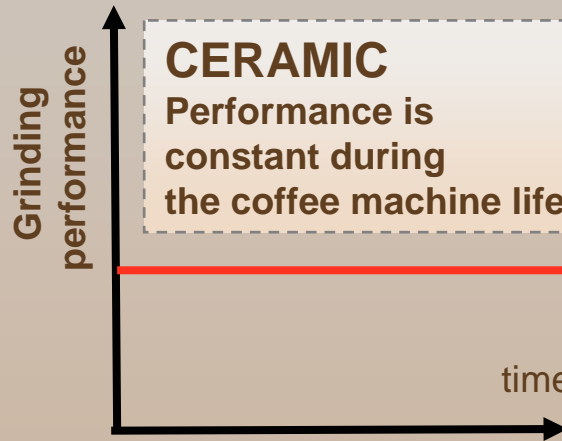 Grinding
performance
CERAMIC
Performance is
constant during
the coffee machine life
time